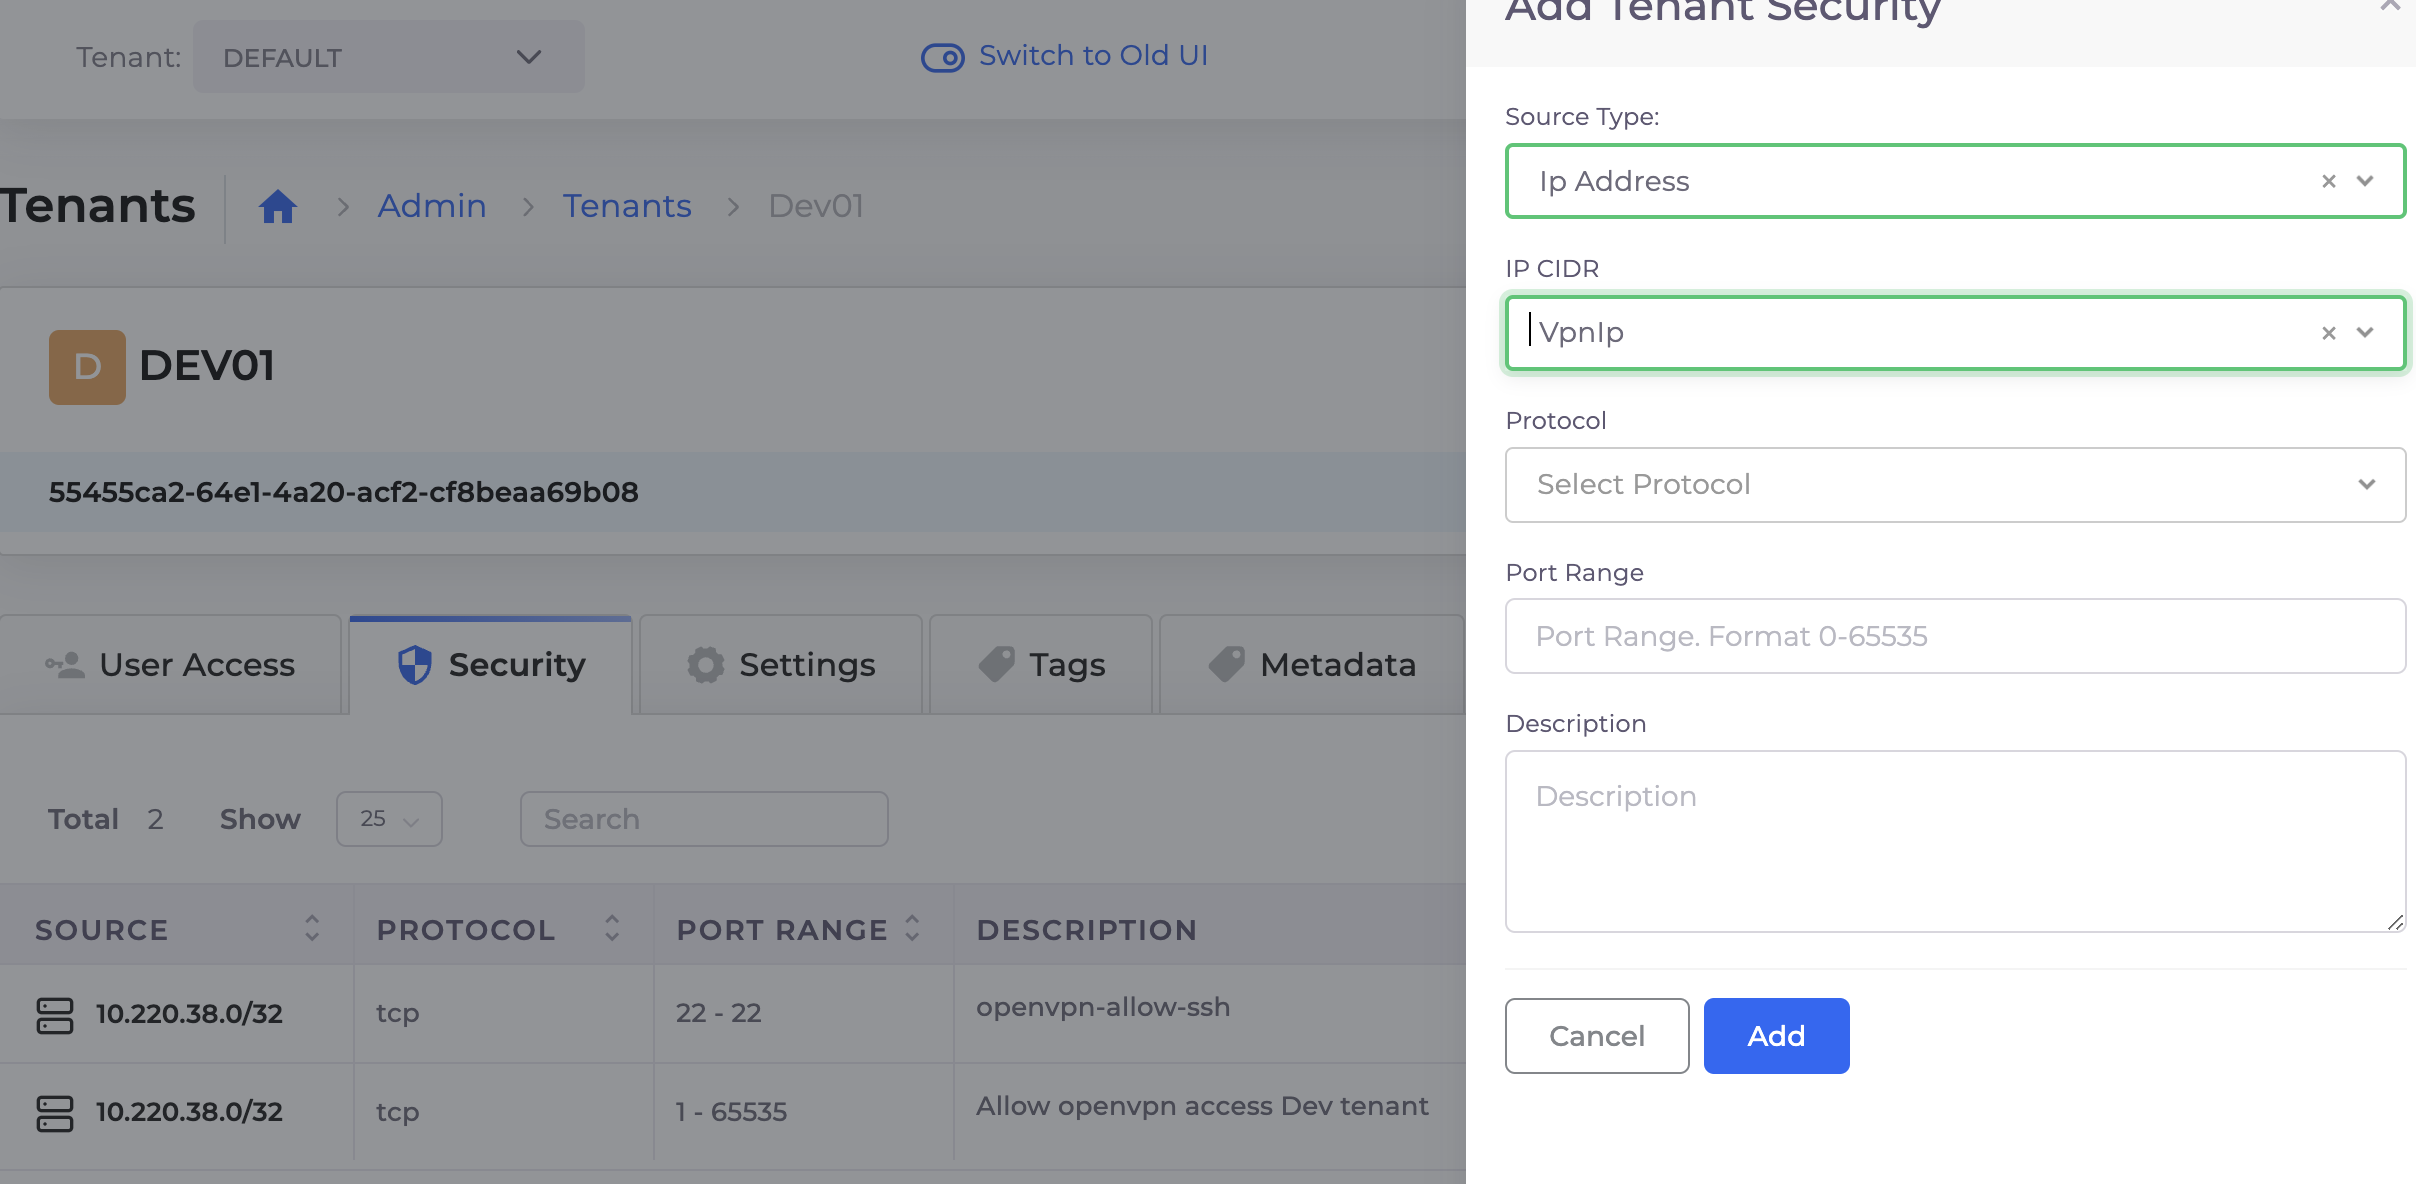 Tenant: DEFAULT
Switch to Old UI
Tenants
Admin
Tenants
Dev01
D DEV01
55455ca2-64e1-4a20-acf2-cf8beaa69b08
User Access
Security
Settings
Tags
Metadata
Total 2 Show 25 Search
SOURCE PROTOCOL PORT RANGE DESCRIPTION
10.220.38.0/32 tcp 22 - 22 openvpn-allow-ssh
10.220.38.0/32 tcp 1 - 65535 Allow openvpn access Dev tenant
Add Tenant Security
Source Type:
Ip Address
IP CIDR
VpnIp
Protocol
Select Protocol
Port Range
Port Range. Format 0-65535
Description
Description
Cancel Add